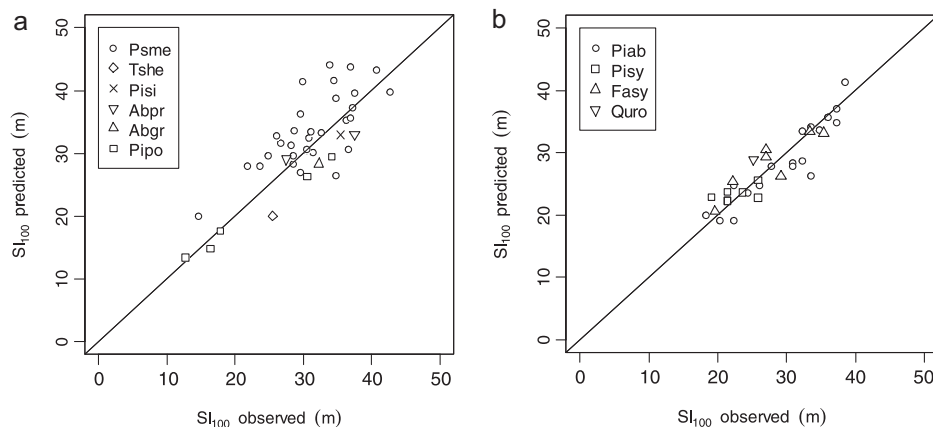 a
Psme
Tshe
Pisi
Abpr
Abgr
Pipo
SI100 predicted (m)
50
40
30
20
10
0
0 10 20 30 40 50
SI100 observed (m)
b
Piab
Pisy
Fasy
Quro
SI100 predicted (m)
50
40
30
20
10
0
0 10 20 30 40 50
SI100 observed (m)